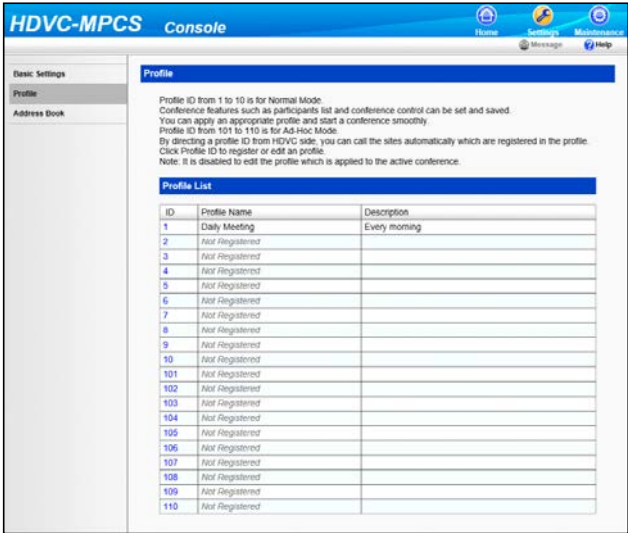 HDVC-MPCS Console
Home
Settings
Maintenance
Message
Help
Basic Settings
Profile
Address Book
Profile
Profile ID from 1 to 10 is for Normal Mode.
Conference features such as participants list and conference control can be set and saved.
You can apply an appropriate profile and start a conference smoothly.
Profile ID from 101 to 110 is for Ad-Hoc Mode.
By directing a profile ID from HDVC side, you can call the sites automatically which are registered in the profile.
Click Profile ID to register or edit an profile.
Note: It is disabled to edit the profile which is applied to the active conference.
Profile List
ID Profile Name Description
1 Daily Meeting Every morning
2 Not Registered
3 Not Registered
4 Not Registered
5 Not Registered
6 Not Registered
7 Not Registered
8 Not Registered
9 Not Registered
10 Not Registered
101 Not Registered
102 Not Registered
103 Not Registered
104 Not Registered
105 Not Registered
106 Not Registered
107 Not Registered
108 Not Registered
109 Not Registered
110 Not Registered